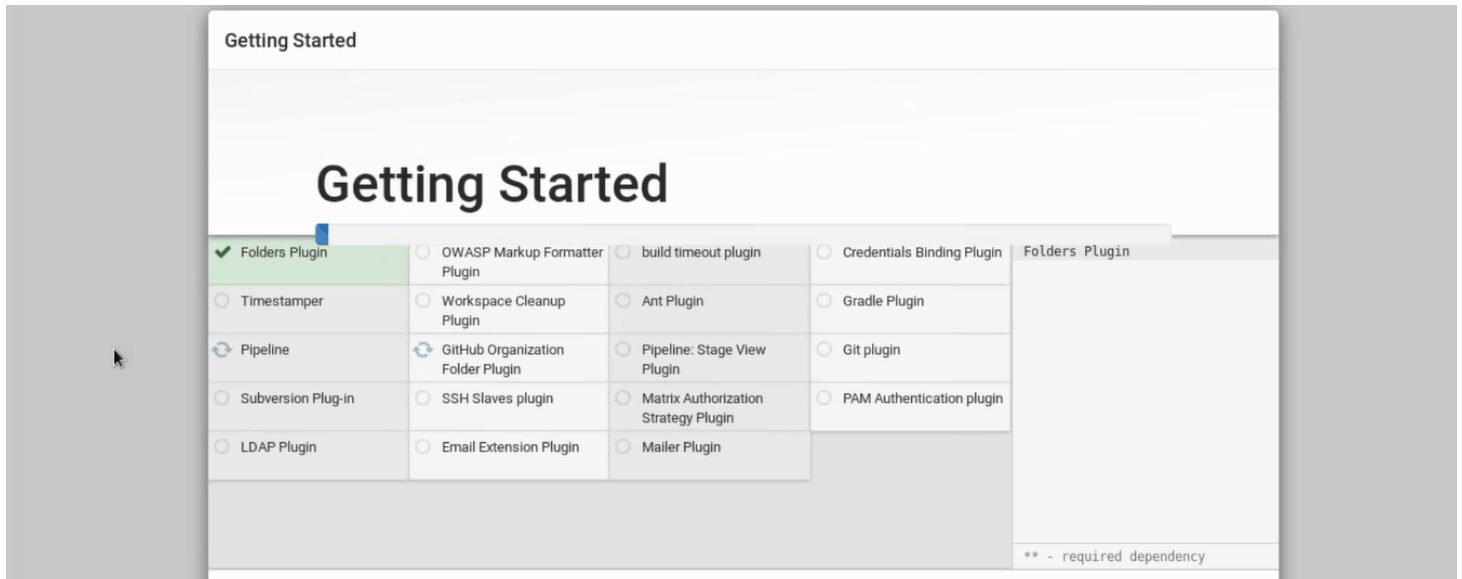 Getting Started
Getting Started
Folders Plugin
OWASP Markup Formatter
Plugin
build timeout plugin
Credentials Binding Plugin
Folders Plugin
Timestamper
Workspace Cleanup
Plugin
Ant Plugin
Gradle Plugin
Pipeline
GitHub Organization
Folder Plugin
Pipeline: Stage View
Plugin
Git plugin
Subversion Plug-in
SSH Slaves plugin
Matrix Authorization
Strategy Plugin
PAM Authentication plugin
LDAP Plugin
Email Extension Plugin
Mailer Plugin
** - required dependency